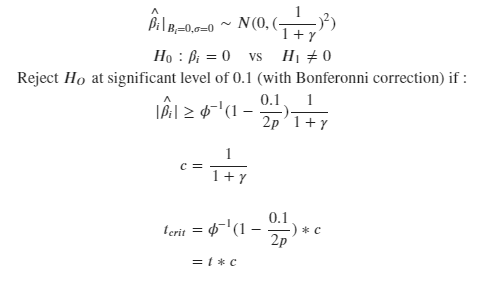 β̂ᵢ|_{Bᵢ=0,σ=0} ~ N(0, (1/(1+γ))²)
H₀ : βᵢ = 0 vs H₁ ≠ 0
Reject H_O at significant level of 0.1 (with Bonferonni correction) if :
|β̂ᵢ| ≥ ϕ⁻¹(1 − 0.1/2p) 1/(1+γ)
c = 1/(1+γ)
t_crit = ϕ⁻¹(1 − 0.1/2p) * c
= t * c